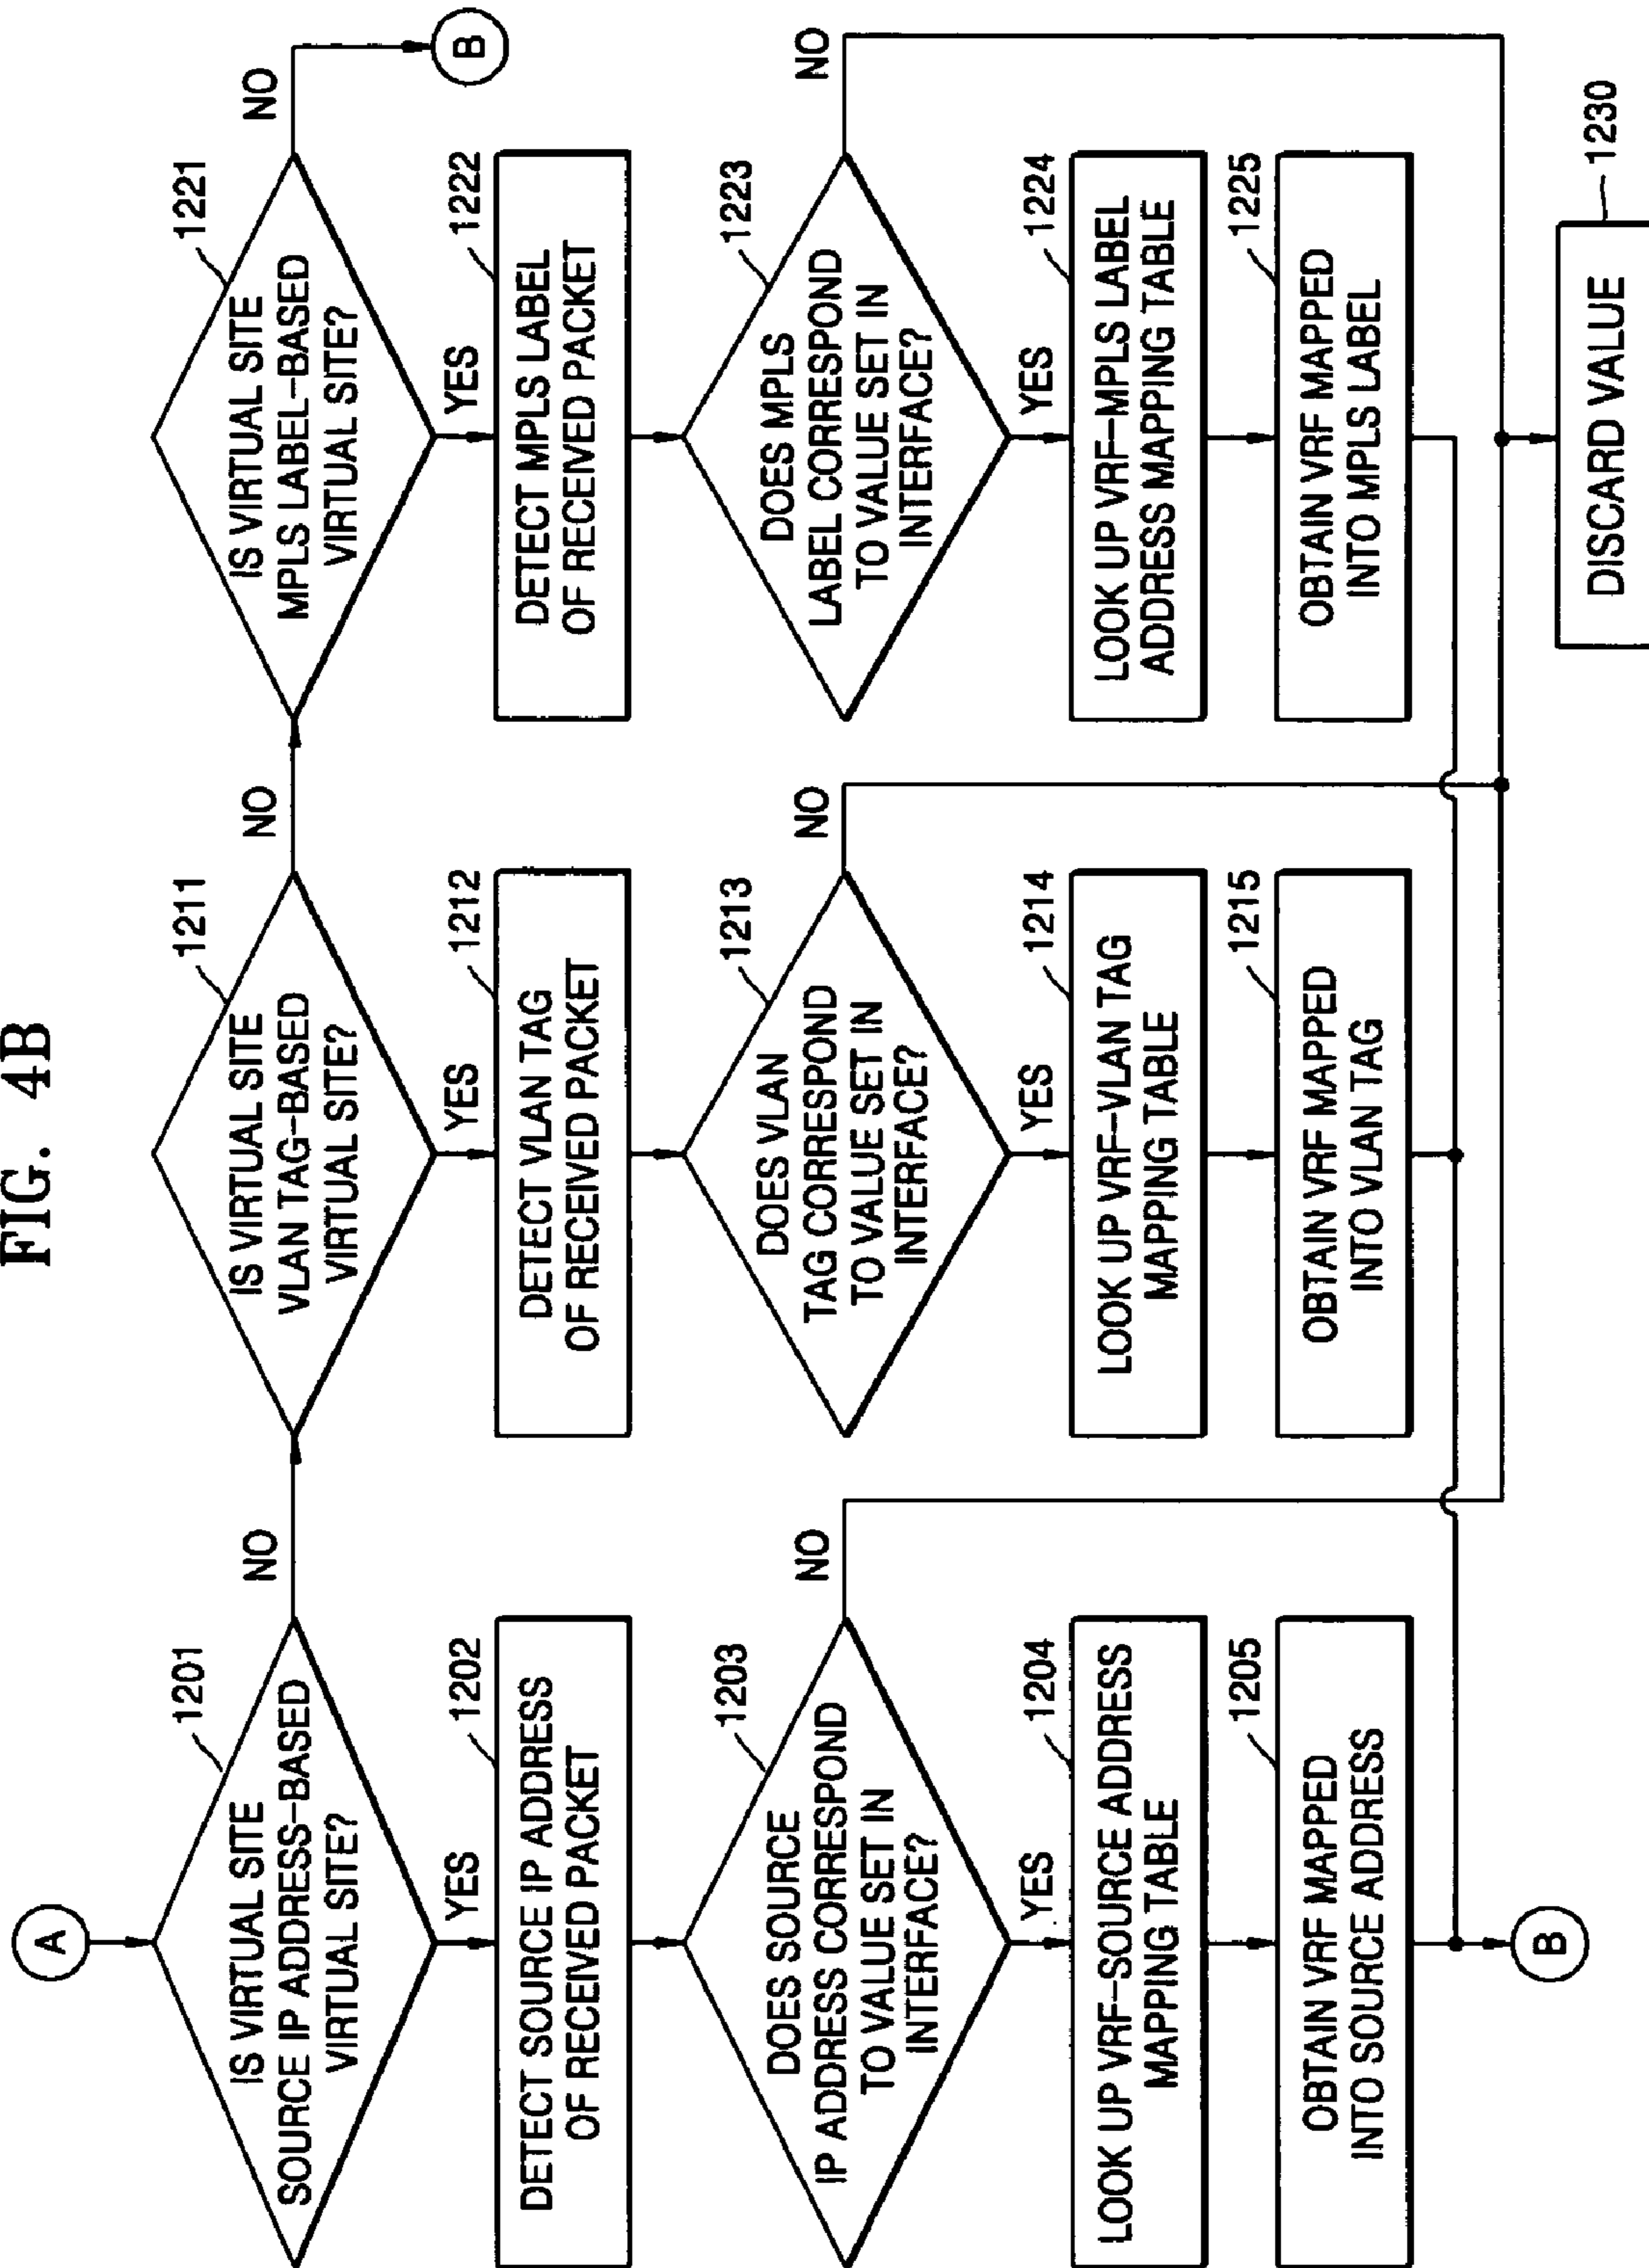 FIG. 4B
A
IS VIRTUAL SITE
SOURCE IP ADDRESS-BASED
VIRTUAL SITE?
1201
NO
YES
DETECT SOURCE IP ADDRESS
OF RECEIVED PACKET
1202
DOES SOURCE
IP ADDRESS CORRESPOND
TO VALUE SET IN
INTERFACE?
1203
NO
YES
LOOK UP VRF-SOURCE ADDRESS
MAPPING TABLE
1204
OBTAIN VRF MAPPED
INTO SOURCE ADDRESS
1205
B
IS VIRTUAL SITE
VLAN TAG-BASED
VIRTUAL SITE?
1211
NO
YES
DETECT VLAN TAG
OF RECEIVED PACKET
1212
DOES VLAN
TAG CORRESPOND
TO VALUE SET IN
INTERFACE?
1213
NO
YES
LOOK UP VRF-VLAN TAG
MAPPING TABLE
1214
OBTAIN VRF MAPPED
INTO VLAN TAG
1215
IS VIRTUAL SITE
MPLS LABEL-BASED
VIRTUAL SITE?
1221
NO
B
YES
DETECT MPLS LABEL
OF RECEIVED PACKET
1222
DOES MPLS
LABEL CORRESPOND
TO VALUE SET IN
INTERFACE?
1223
NO
YES
LOOK UP VRF-MPLS LABEL
ADDRESS MAPPING TABLE
1224
OBTAIN VRF MAPPED
INTO MPLS LABEL
1225
DISCARD VALUE
1230